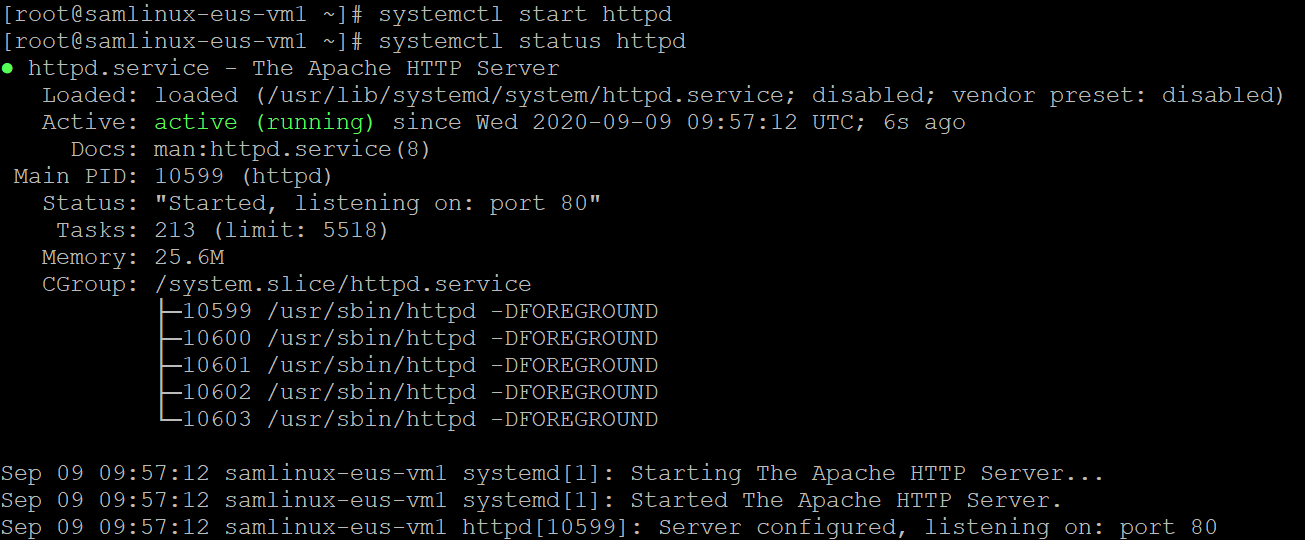 [root@samlinux-eus-vm1 ~]# systemctl start httpd
[root@samlinux-eus-vm1 ~]# systemctl status httpd
● httpd.service - The Apache HTTP Server
   Loaded: loaded (/usr/lib/systemd/system/httpd.service; disabled; vendor preset: disabled)
   Active: active (running) since Wed 2020-09-09 09:57:12 UTC; 6s ago
     Docs: man:httpd.service(8)
 Main PID: 10599 (httpd)
   Status: "Started, listening on: port 80"
    Tasks: 213 (limit: 5518)
   Memory: 25.6M
   CGroup: /system.slice/httpd.service
           ├─10599 /usr/sbin/httpd -DFOREGROUND
           ├─10600 /usr/sbin/httpd -DFOREGROUND
           ├─10601 /usr/sbin/httpd -DFOREGROUND
           ├─10602 /usr/sbin/httpd -DFOREGROUND
           └─10603 /usr/sbin/httpd -DFOREGROUND

Sep 09 09:57:12 samlinux-eus-vm1 systemd[1]: Starting The Apache HTTP Server...
Sep 09 09:57:12 samlinux-eus-vm1 systemd[1]: Started The Apache HTTP Server.
Sep 09 09:57:12 samlinux-eus-vm1 httpd[10599]: Server configured, listening on: port 80